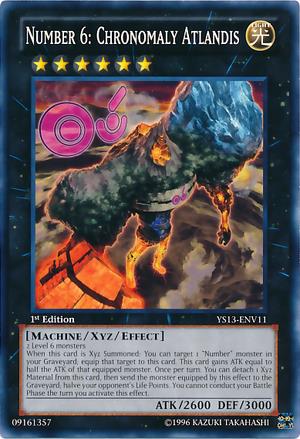 NUMBER 6: CHRONOMALY ATLANDIS
LIGHT
光
1st Edition
YS13-ENV11
[MACHINE/XYZ/EFFECT]
2 Level 6 monsters
When this card is Xyz Summoned: You can target 1 "Number" monster in
your Graveyard; equip that target to this card. This card gains ATK equal to
half the ATK of that equipped monster. Once per turn: You can detach 1 Xyz
Material from this card, then send the monster equipped by this effect to the
Graveyard; halve your opponent's Life Points. You cannot conduct your Battle
Phase the turn you activate this effect.
ATK/2600 DEF/3000
09161357
©1996 KAZUKI TAKAHASHI